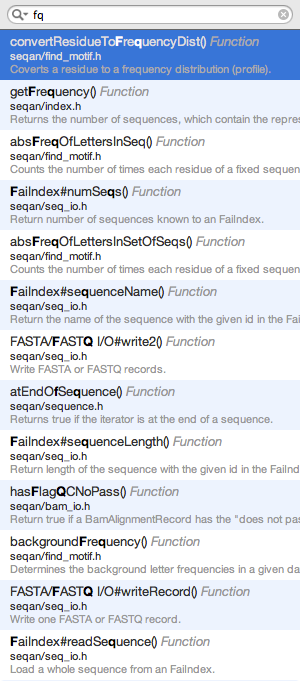 fq
convertResidueToFrequencyDist() Function
seqan/find_motif.h
Coverts a residue to a frequency distribution (profile).
getFrequency() Function
seqan/index.h
Returns the number of sequences, which contain the repres
absFreqOfLettersInSeq() Function
seqan/find_motif.h
Counts the number of times each residue of a fixed sequen
FaiIndex#numSeqs() Function
seqan/seq_io.h
Return number of sequences known to an FaiIndex.
absFreqOfLettersInSetOfSeqs() Function
seqan/find_motif.h
Counts the number of times each residue of a fixed sequen
FaiIndex#sequenceName() Function
seqan/seq_io.h
Return the name of the sequence with the given id in the Fai
FASTA/FASTQ I/O#write2() Function
seqan/seq_io.h
Write FASTA or FASTQ records.
atEndOfSequence() Function
seqan/sequence.h
Returns true if the iterator is at the end of a sequence.
FaiIndex#sequenceLength() Function
seqan/seq_io.h
Return length of the sequence with the given id in the FaiInd
hasFlagQCNoPass() Function
seqan/bam_io.h
Return true if a BamAlignmentRecord has the "does not pas
backgroundFrequency() Function
seqan/find_motif.h
Determines the background letter frequencies in a given da
FASTA/FASTQ I/O#writeRecord() Function
seqan/seq_io.h
Write one FASTA or FASTQ record.
FaiIndex#readSequence() Function
seqan/seq_io.h
Load a whole sequence from an FaiIndex.